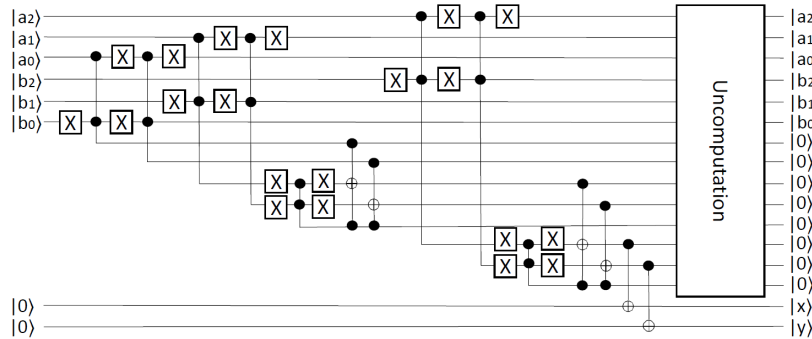 |a₂⟩ X X |a₂⟩
|a₁⟩ X X |a₁⟩
|a₀⟩ X X |a₀⟩
|b₂⟩ X X |b₂⟩
|b₁⟩ X X |b₁⟩
|b₀⟩ X X |b₀⟩
|0⟩
|0⟩
X X |0⟩
X X |0⟩
|0⟩
X X |0⟩
X X |0⟩
|0⟩
|0⟩ |x⟩
|0⟩ |y⟩
Uncomputation